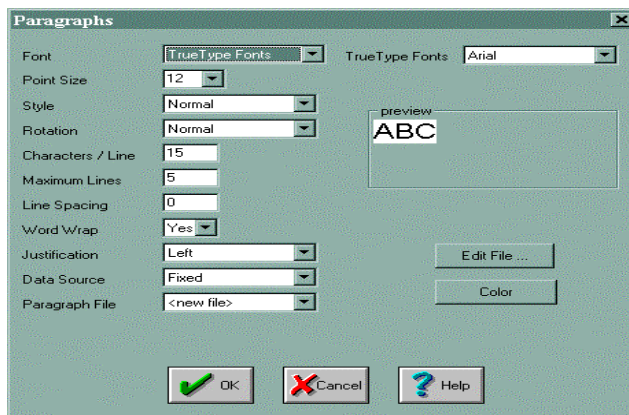 Paragraphs
Font TrueType Fonts TrueType Fonts Arial
Point Size 12
Style Normal
preview
Rotation Normal
ABC
Characters / Line 15
Maximum Lines 5
Line Spacing 0
Word Wrap Yes
Justification Left Edit File ...
Data Source Fixed
Color
Paragraph File <new file>
OK Cancel Help